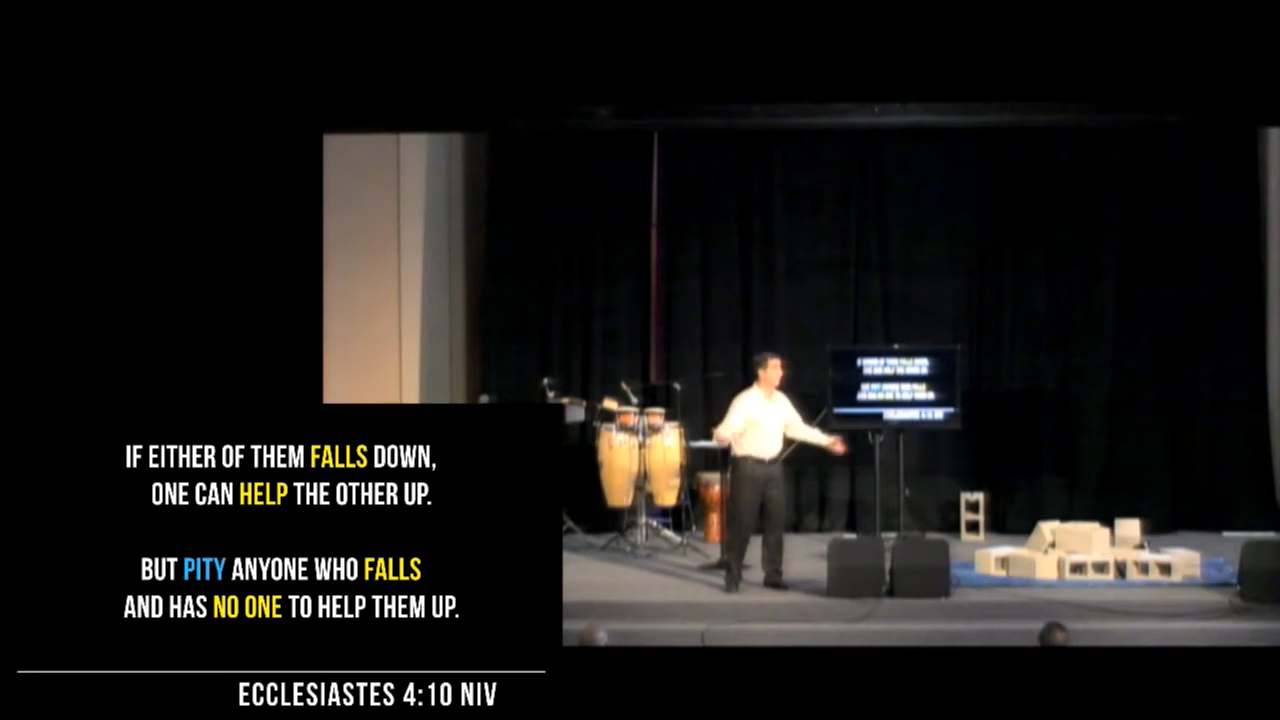 IF EITHER OF THEM FALLS DOWN,
ONE CAN HELP THE OTHER UP.
BUT PITY ANYONE WHO FALLS
AND HAS NO ONE TO HELP THEM UP.
ECCLESIASTES 4:10 NIV